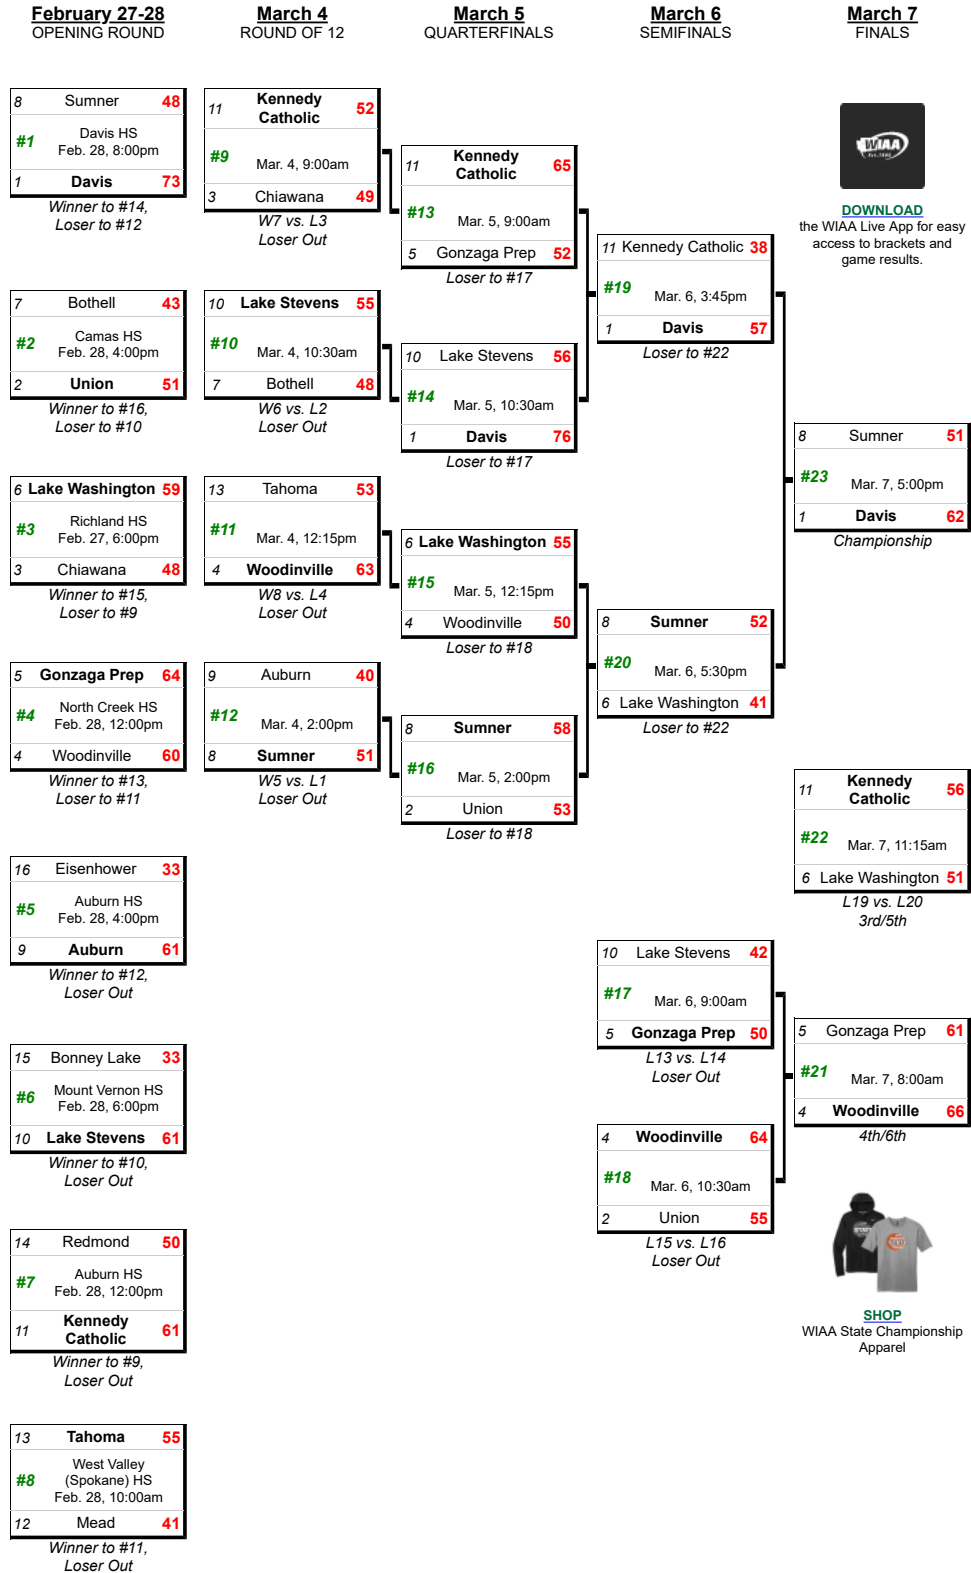 February 27-28
OPENING ROUND
8 Sumner 48
#1
Davis HS
Feb. 28, 8:00pm
1 Davis 73
Winner to #14,
Loser to #12
7 Bothell 43
#2
Camas HS
Feb. 28, 4:00pm
2 Union 51
Winner to #16,
Loser to #10
6 Lake Washington 59
#3
Richland HS
Feb. 27, 6:00pm
3 Chiawana 48
Winner to #15,
Loser to #9
5 Gonzaga Prep 64
#4
North Creek HS
Feb. 28, 12:00pm
4 Woodinville 60
Winner to #13,
Loser to #11
16 Eisenhower 33
#5
Auburn HS
Feb. 28, 4:00pm
9 Auburn 61
Winner to #12,
Loser Out
15 Bonney Lake 33
#6
Mount Vernon HS
Feb. 28, 6:00pm
10 Lake Stevens 61
Winner to #10,
Loser Out
14 Redmond 50
#7
Auburn HS
Feb. 28, 12:00pm
11 Kennedy
Catholic 61
Winner to #9,
Loser Out
13 Tahoma 55
#8
West Valley
(Spokane) HS
Feb. 28, 10:00am
12 Mead 41
Winner to #11,
Loser Out
March 4
ROUND OF 12
11 Kennedy
Catholic 52
#9
Mar. 4, 9:00am
3 Chiawana 49
W7 vs. L3
Loser Out
10 Lake Stevens 55
#10
Mar. 4, 10:30am
7 Bothell 48
W6 vs. L2
Loser Out
13 Tahoma 53
#11
Mar. 4, 12:15pm
4 Woodinville 63
W8 vs. L4
Loser Out
9 Auburn 40
#12
Mar. 4, 2:00pm
8 Sumner 51
W5 vs. L1
Loser Out
March 5
QUARTERFINALS
11 Kennedy
Catholic 65
#13
Mar. 5, 9:00am
5 Gonzaga Prep 52
Loser to #17
10 Lake Stevens 56
#14
Mar. 5, 10:30am
1 Davis 76
Loser to #17
6 Lake Washington 55
#15
Mar. 5, 12:15pm
4 Woodinville 50
Loser to #18
8 Sumner 58
#16
Mar. 5, 2:00pm
2 Union 53
Loser to #18
March 6
SEMIFINALS
11 Kennedy Catholic 38
#19
Mar. 6, 3:45pm
1 Davis 57
Loser to #22
8 Sumner 52
#20
Mar. 6, 5:30pm
6 Lake Washington 41
Loser to #22
10 Lake Stevens 42
#17
Mar. 6, 9:00am
5 Gonzaga Prep 50
L13 vs. L14
Loser Out
4 Woodinville 64
#18
Mar. 6, 10:30am
2 Union 55
L15 vs. L16
Loser Out
March 7
FINALS
WIAA
DOWNLOAD
the WIAA Live App for easy
access to brackets and
game results.
8 Sumner 51
#23
Mar. 7, 5:00pm
1 Davis 62
Championship
11 Kennedy
Catholic 56
#22
Mar. 7, 11:15am
6 Lake Washington 51
L19 vs. L20
3rd/5th
5 Gonzaga Prep 61
#21
Mar. 7, 8:00am
4 Woodinville 66
4th/6th
SHOP
WIAA State Championship
Apparel